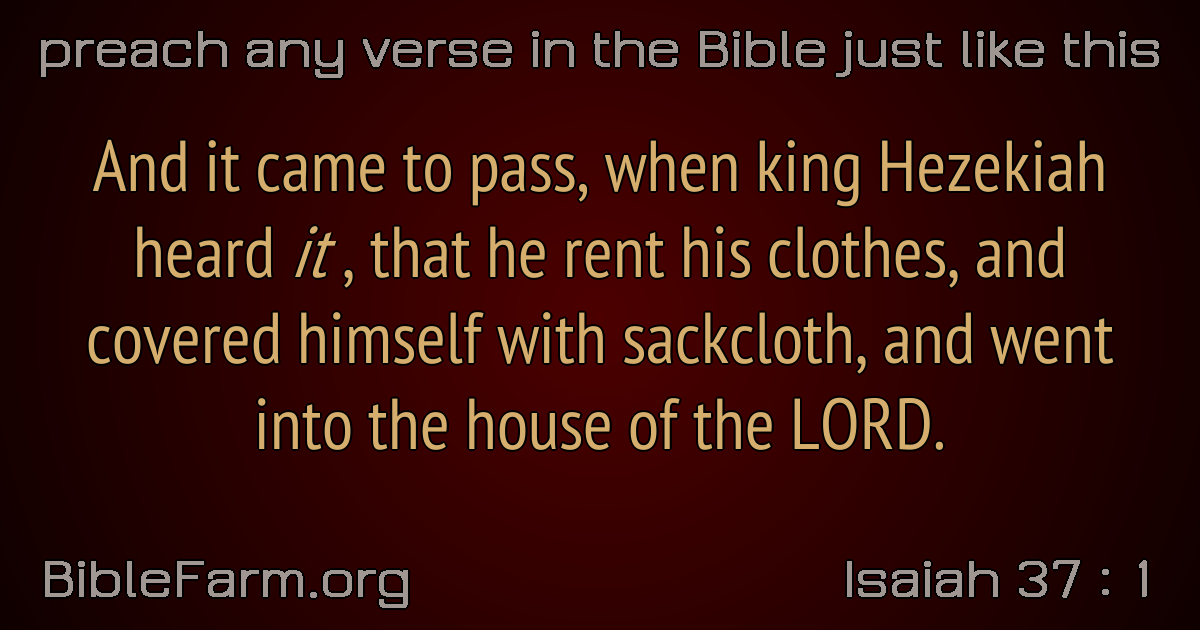 preach any verse in the Bible just like this
And it came to pass, when king Hezekiah
heard it , that he rent his clothes, and
covered himself with sackcloth, and went
into the house of the LORD.
BibleFarm.org
Isaiah 37 : 1